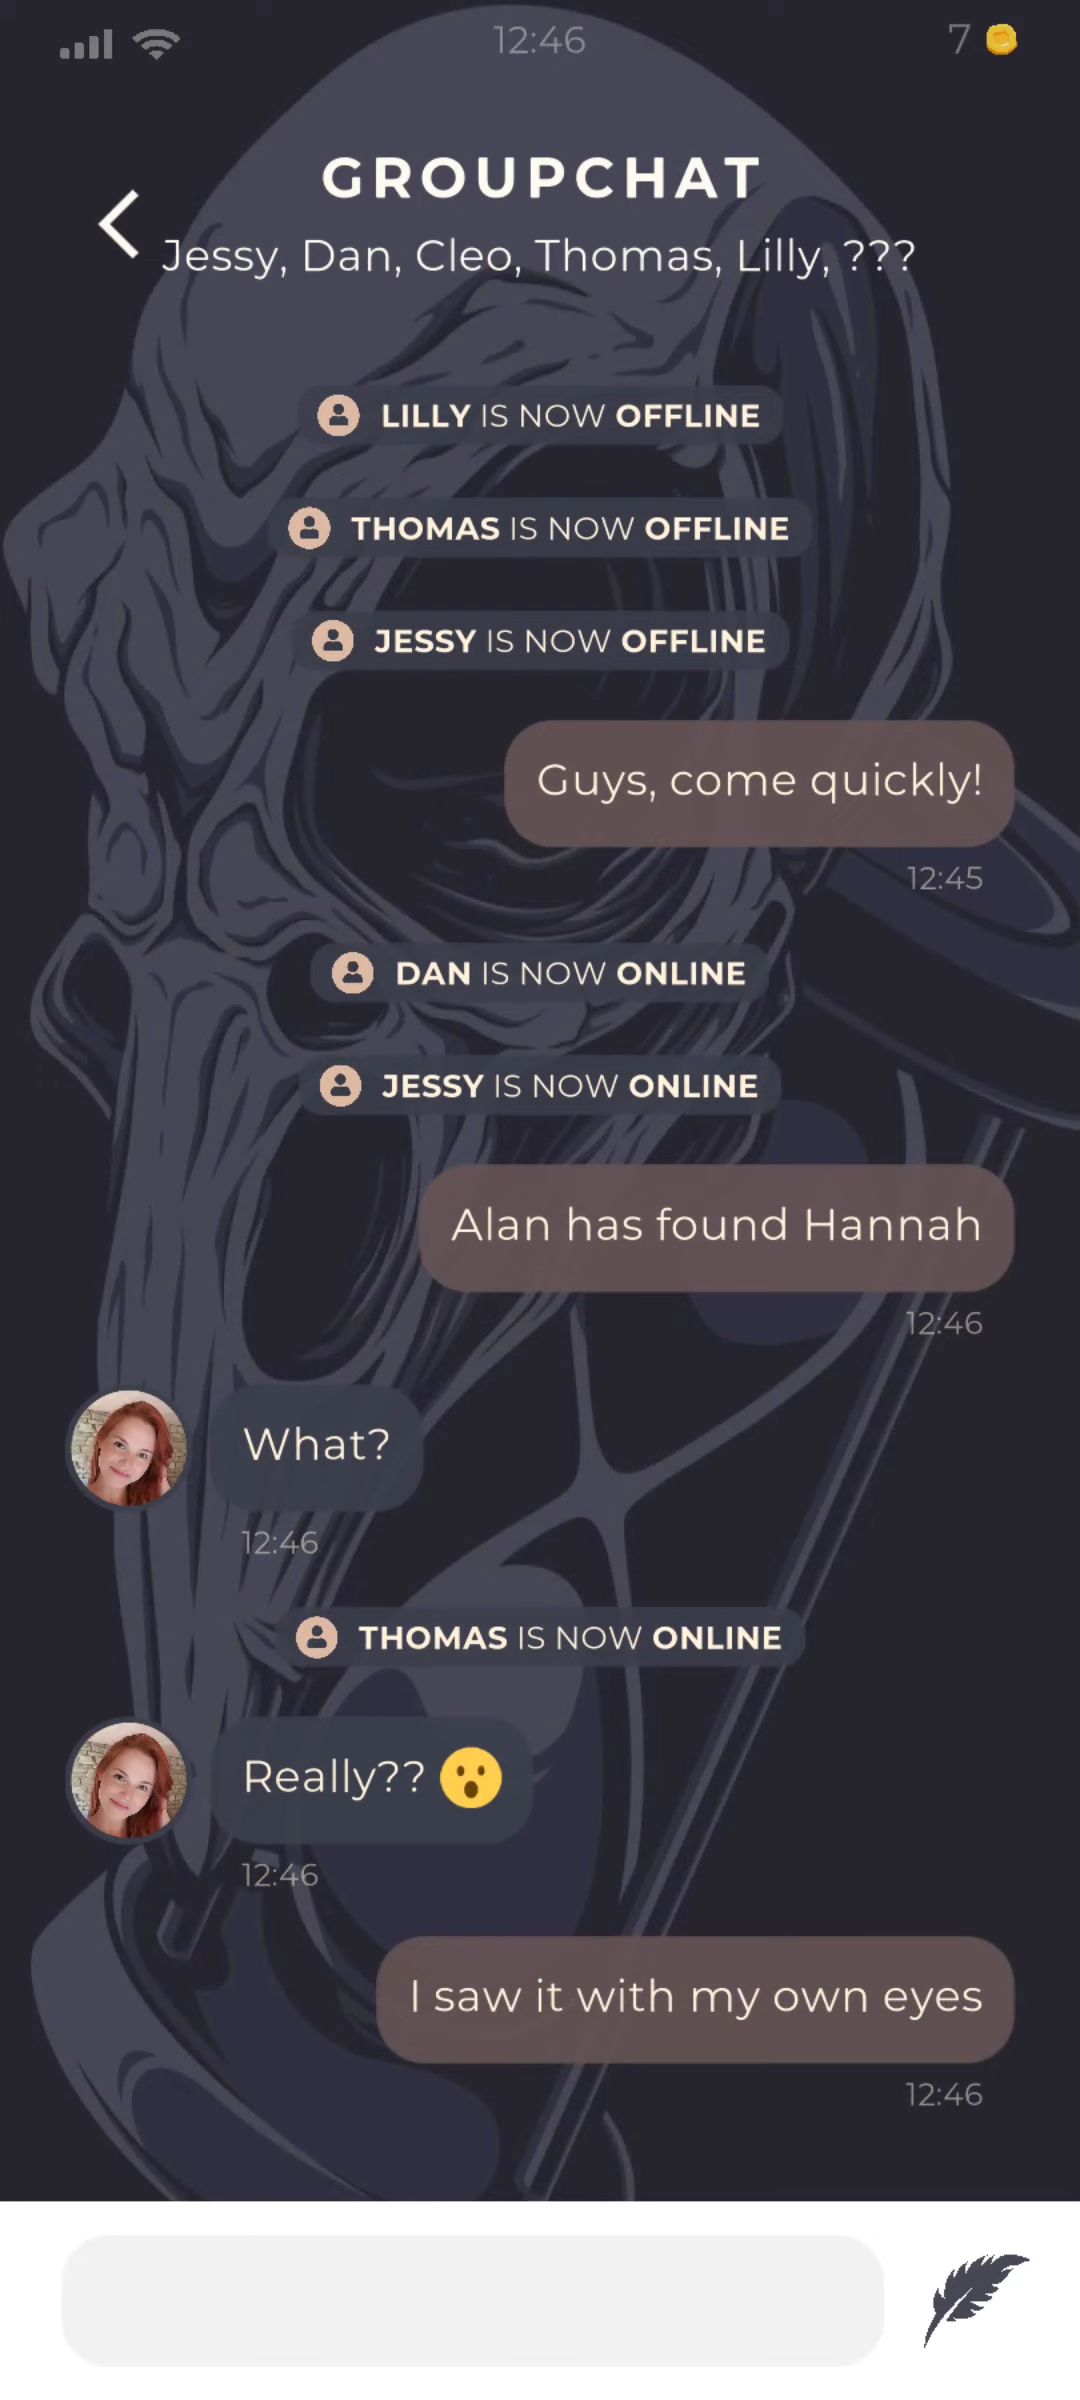 12:46
7
GROUPCHAT
Jessy, Dan, Cleo, Thomas, Lilly, ???
LILLY IS NOW OFFLINE
THOMAS IS NOW OFFLINE
JESSY IS NOW OFFLINE
Guys, come quickly!
12:45
DAN IS NOW ONLINE
JESSY IS NOW ONLINE
Alan has found Hannah
12:46
What?
12:46
THOMAS IS NOW ONLINE
Really?? 😮
12:46
I saw it with my own eyes
12:46